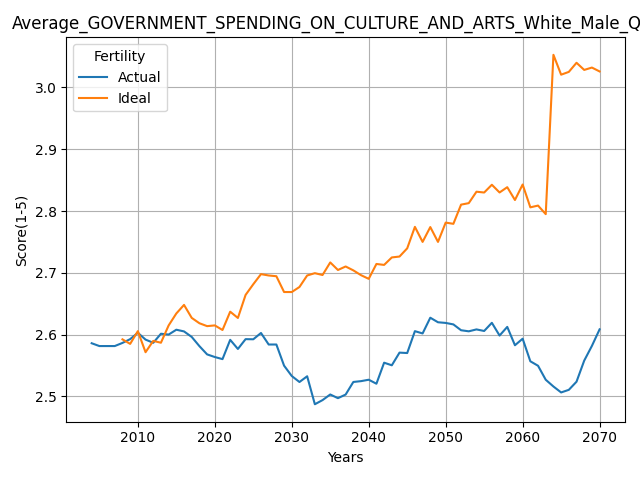 Average_GOVERNMENT_SPENDING_ON_CULTURE_AND_ARTS_White_Male_Q
Fertility
Actual
Ideal
Score(1-5)
3.0
2.9
2.8
2.7
2.6
2.5
2010 2020 2030 2040 2050 2060 2070
Years